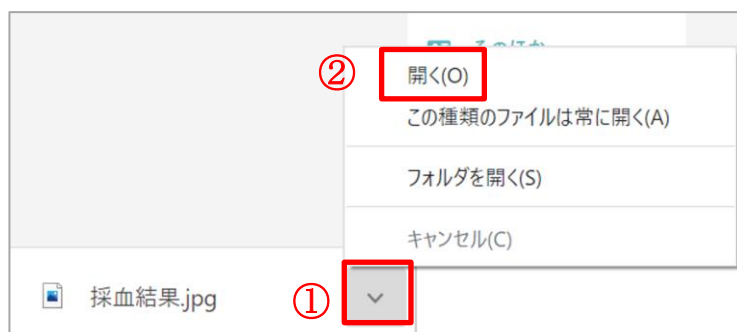 そのほか
②
開く(O)
この種類のファイルは常に開く(A)
フォルダを開く(S)
キャンセル(C)
採血結果.jpg
①